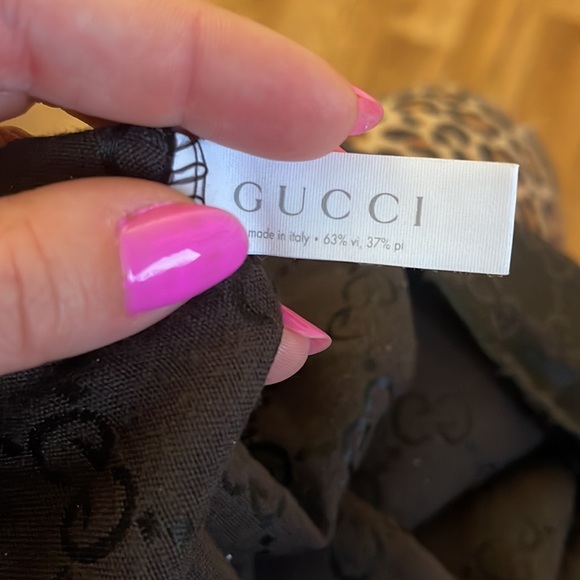 GUCCI
made in italy • 63% vi, 37% pl